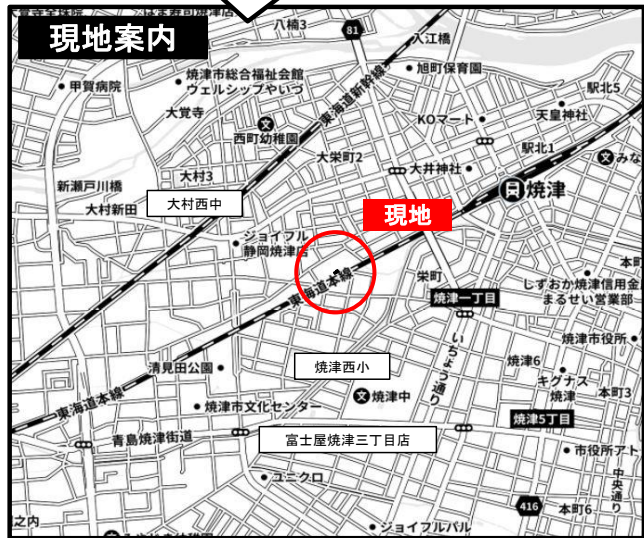 現地案内
八楠3
81
入江橋
焼津市総合福祉会館
ウェルシップやいづ
旭町保育園
甲賀病院
東海道新幹線
駅北5
大覚寺
KOマート
天皇神社
西町幼稚園
駅北1
大栄町2
大井神社
大村3
新瀬戸川橋
焼津
大村西中
大村新田
現地
ジョイフル
静岡焼津店
東海道本線
栄町
しずおか焼津信用金
まるせい営業部
焼津一丁目
いちょう通り
焼津市役所
清見田公園
焼津西小
焼津6
キグナス
焼津
東海道本線
焼津中
本町3
焼津市文化センター
焼津5丁目
青島焼津街道
富士屋焼津三丁目店
市役所アト
ユニクロ
中央通り
416
本町6
ジョイフルパル